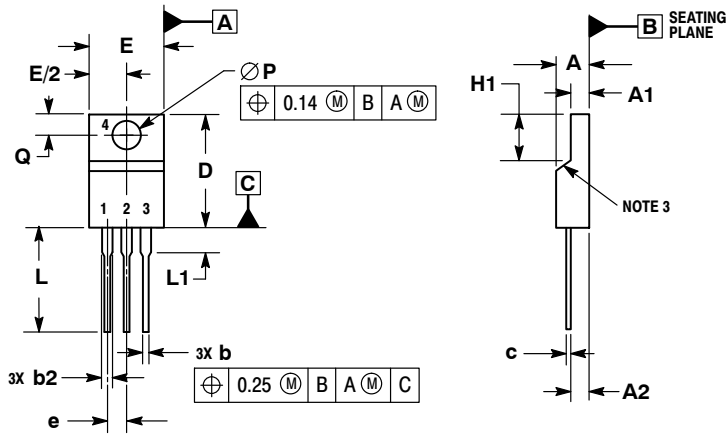 A
E
E/2
∅ P
⌖ 0.14 Ⓜ B A Ⓜ
4
Q
D
C
1 2 3
L
L1
3X b
3X b2
⌖ 0.25 Ⓜ B A Ⓜ C
e
B SEATING
PLANE
A
H1
A1
NOTE 3
c
A2